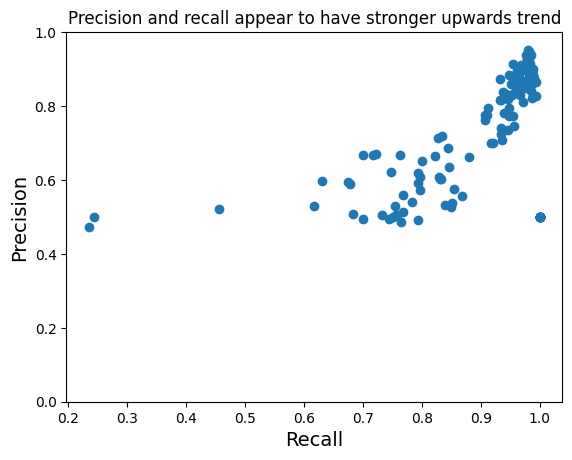 Precision and recall appear to have stronger upwards trend
1.0
0.8
0.6
0.4
0.2
0.0
Precision
0.2 0.3 0.4 0.5 0.6 0.7 0.8 0.9 1.0
Recall